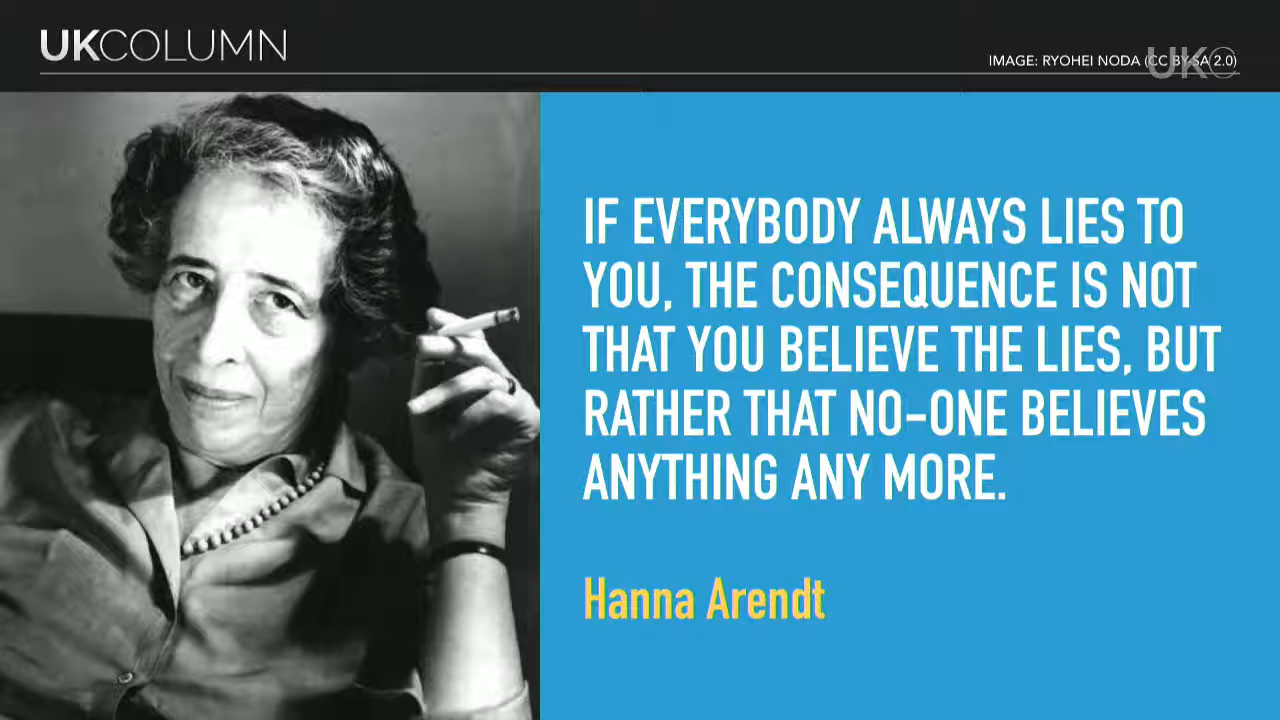 UKCOLUMN
IMAGE: RYOHEI NODA (CC BY-SA 2.0)
UKC
IF EVERYBODY ALWAYS LIES TO
YOU, THE CONSEQUENCE IS NOT
THAT YOU BELIEVE THE LIES, BUT
RATHER THAT NO-ONE BELIEVES
ANYTHING ANY MORE.
Hanna Arendt